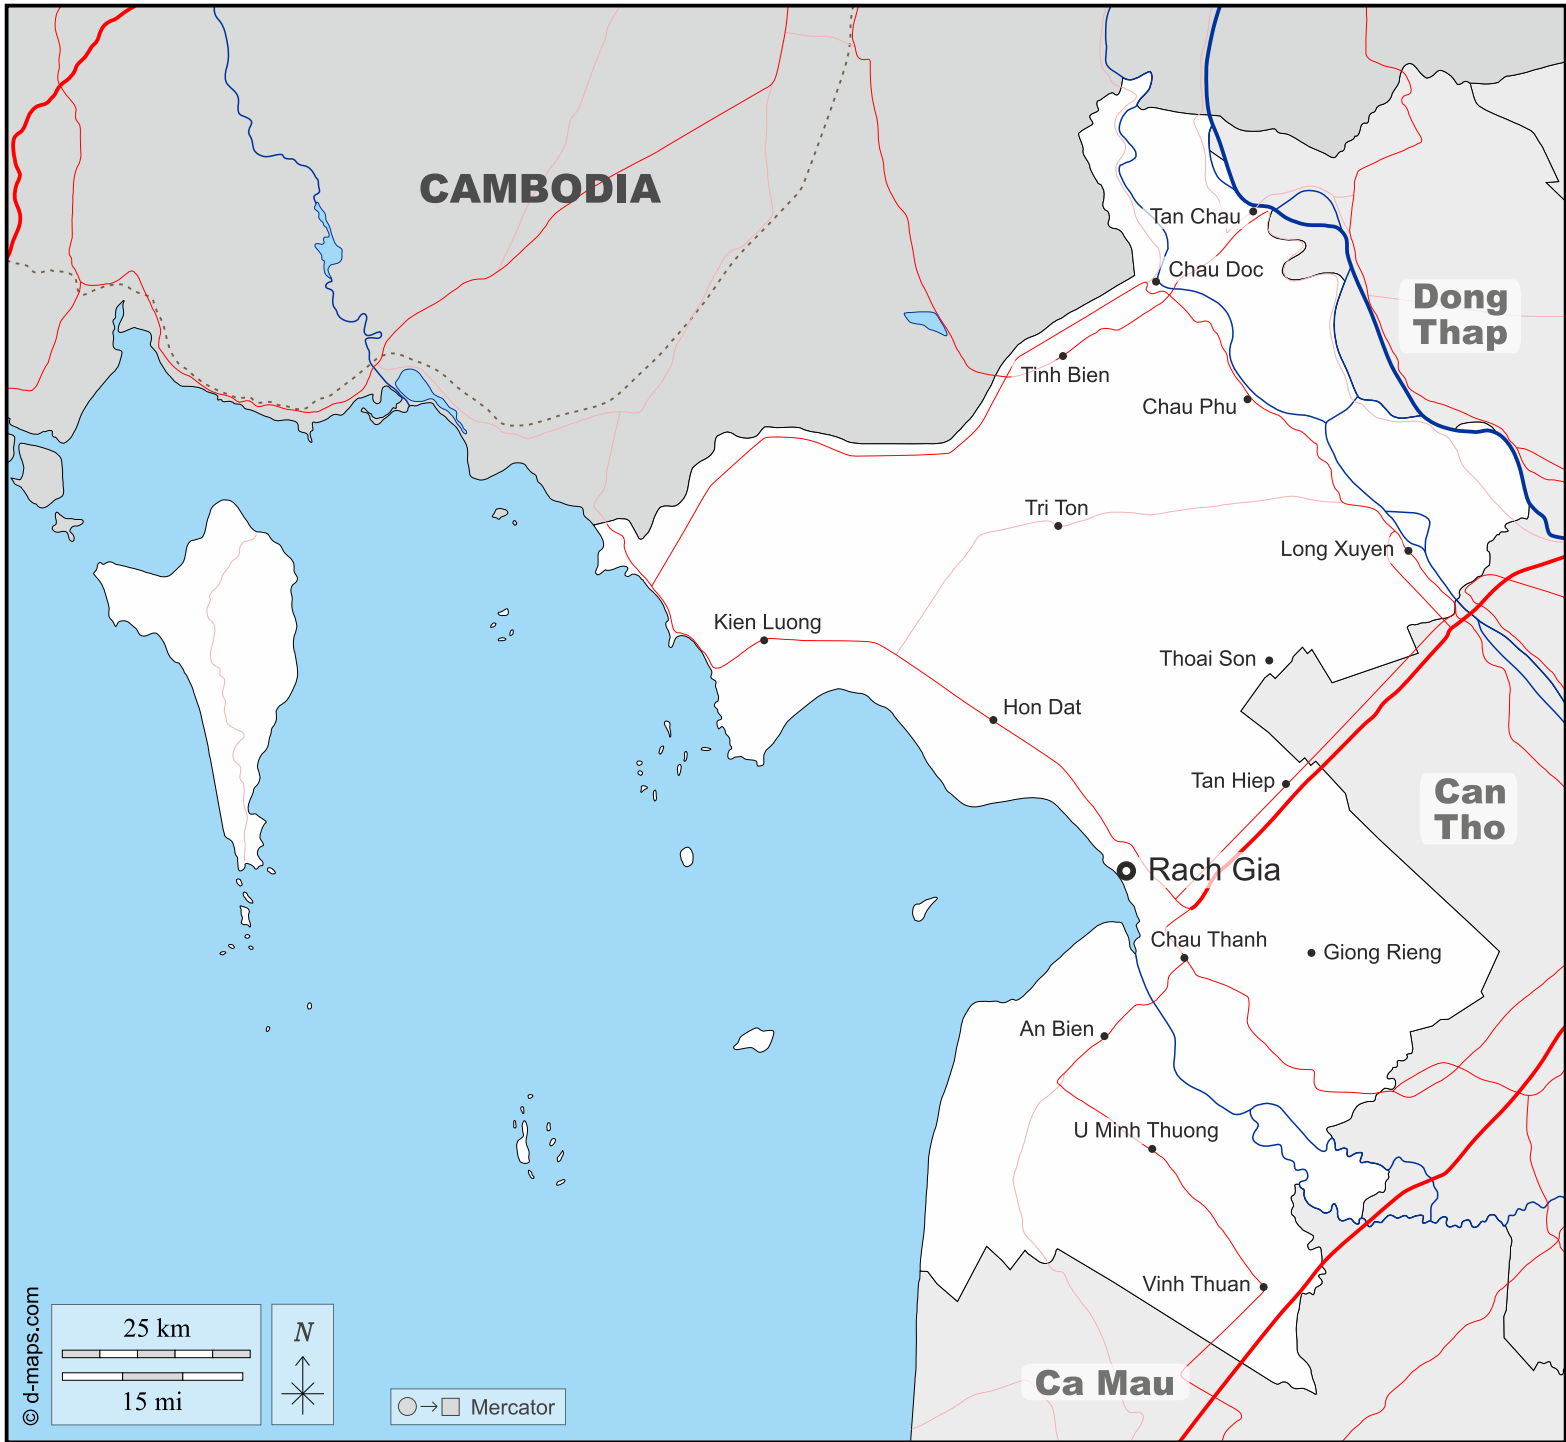 CAMBODIA
Tan Chau
Chau Doc
Dong
Thap
Tinh Bien
Chau Phu
Tri Ton
Long Xuyen
Kien Luong
Thoai Son
Hon Dat
Tan Hiep
Can
Tho
Rach Gia
Chau Thanh
Giong Rieng
An Bien
U Minh Thuong
Vinh Thuan
Ca Mau
© d-maps.com
25 km
15 mi
N
Mercator